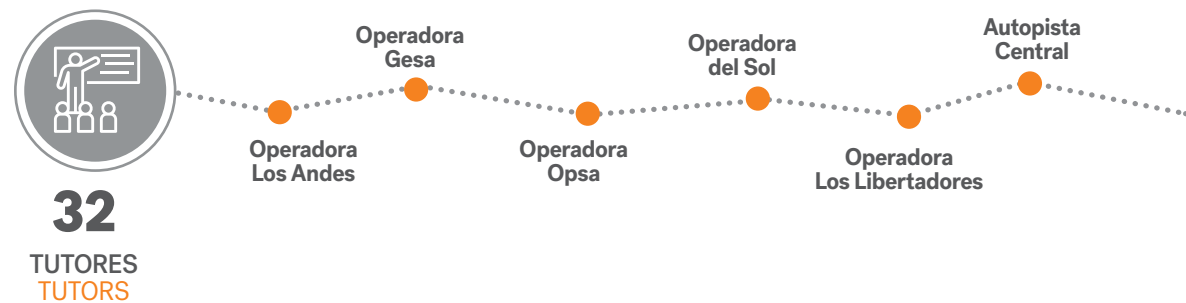 32
TUTORES
TUTORS
Operadora
Los Andes
Operadora
Gesa
Operadora
Opsa
Operadora
del Sol
Operadora
Los Libertadores
Autopista
Central